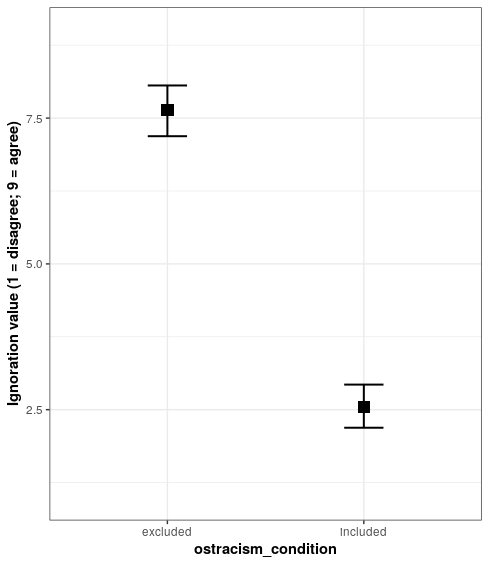 Ignoration value (1 = disagree; 9 = agree)
7.5
5.0
2.5
excluded
included
ostracism_condition